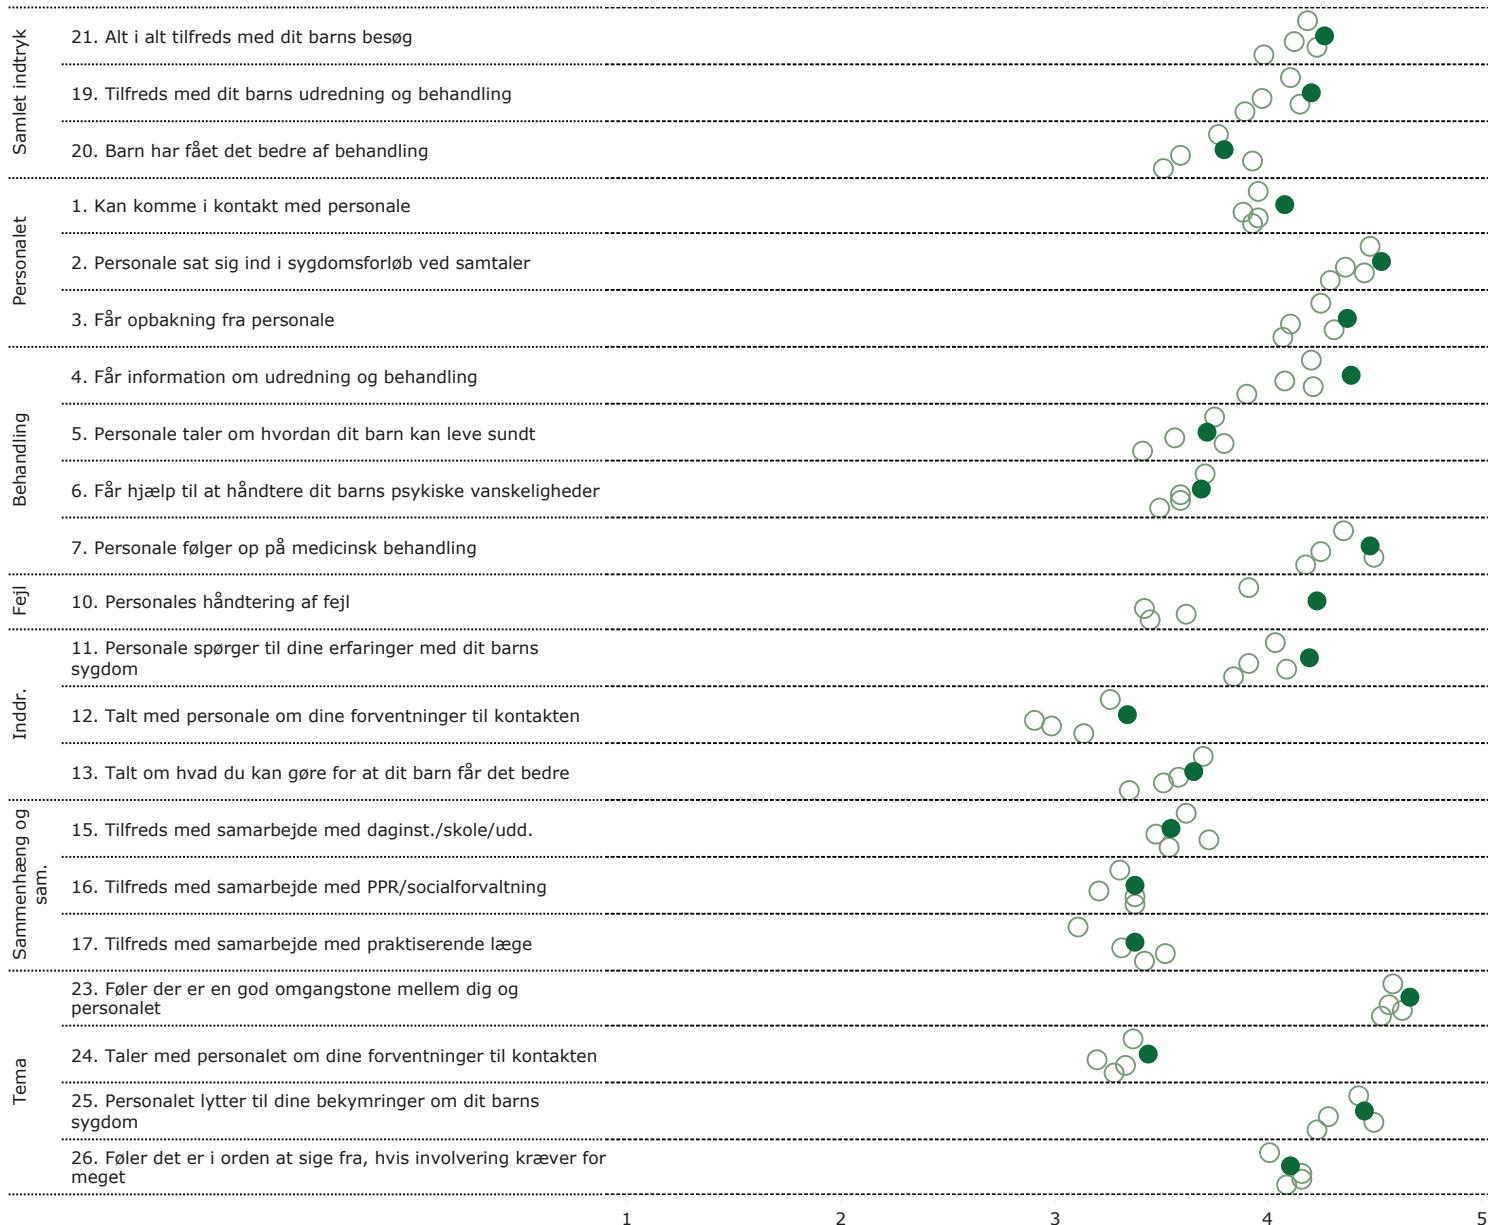 Samlet indtryk
21. Alt i alt tilfreds med dit barns besøg
19. Tilfreds med dit barns udredning og behandling
20. Barn har fået det bedre af behandling
Personalet
1. Kan komme i kontakt med personale
2. Personale sat sig ind i sygdomsforløb ved samtaler
3. Får opbakning fra personale
Behandling
4. Får information om udredning og behandling
5. Personale taler om hvordan dit barn kan leve sundt
6. Får hjælp til at håndtere dit barns psykiske vanskeligheder
7. Personale følger op på medicinsk behandling
Fejl
10. Personales håndtering af fejl
Inddr.
11. Personale spørger til dine erfaringer med dit barns
sygdom
12. Talt med personale om dine forventninger til kontakten
13. Talt om hvad du kan gøre for at dit barn får det bedre
Sammenhæng og
sam.
15. Tilfreds med samarbejde med daginst./skole/udd.
16. Tilfreds med samarbejde med PPR/socialforvaltning
17. Tilfreds med samarbejde med praktiserende læge
Tema
23. Føler der er en god omgangstone mellem dig og
personalet
24. Taler med personalet om dine forventninger til kontakten
25. Personalet lytter til dine bekymringer om dit barns
sygdom
26. Føler det er i orden at sige fra, hvis involvering kræver for
meget
1 2 3 4 5